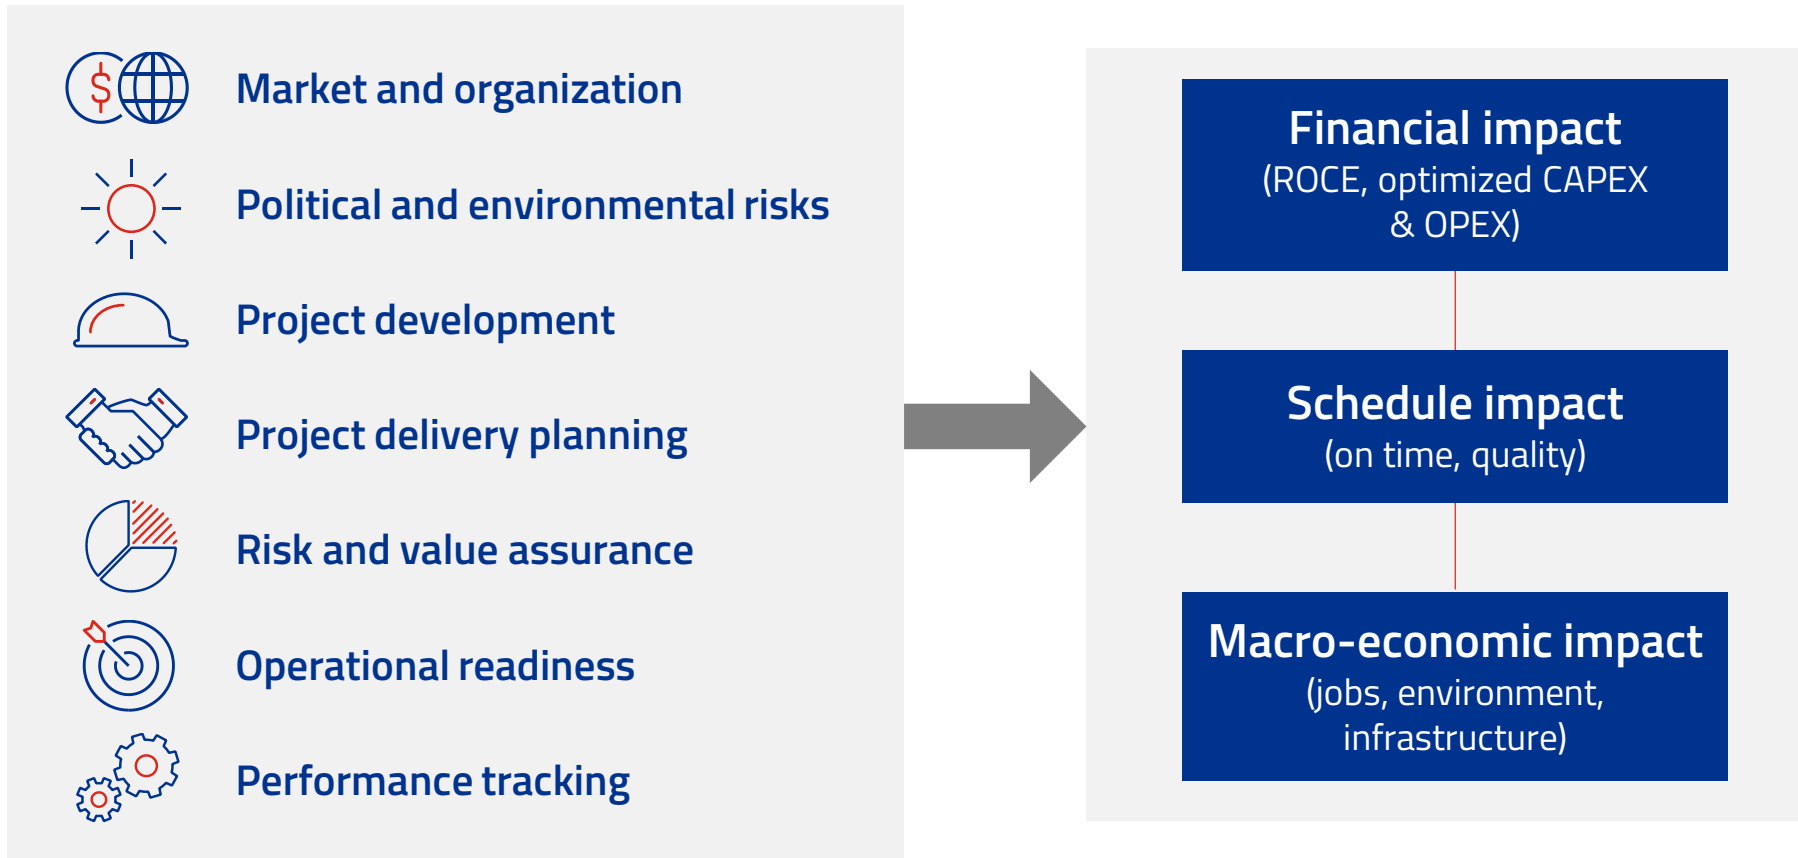 Market and organization
Political and environmental risks
Project development
Project delivery planning
Risk and value assurance
Operational readiness
Performance tracking
Financial impact
(ROCE, optimized CAPEX
& OPEX)
Schedule impact
(on time, quality)
Macro-economic impact
(jobs, environment,
infrastructure)